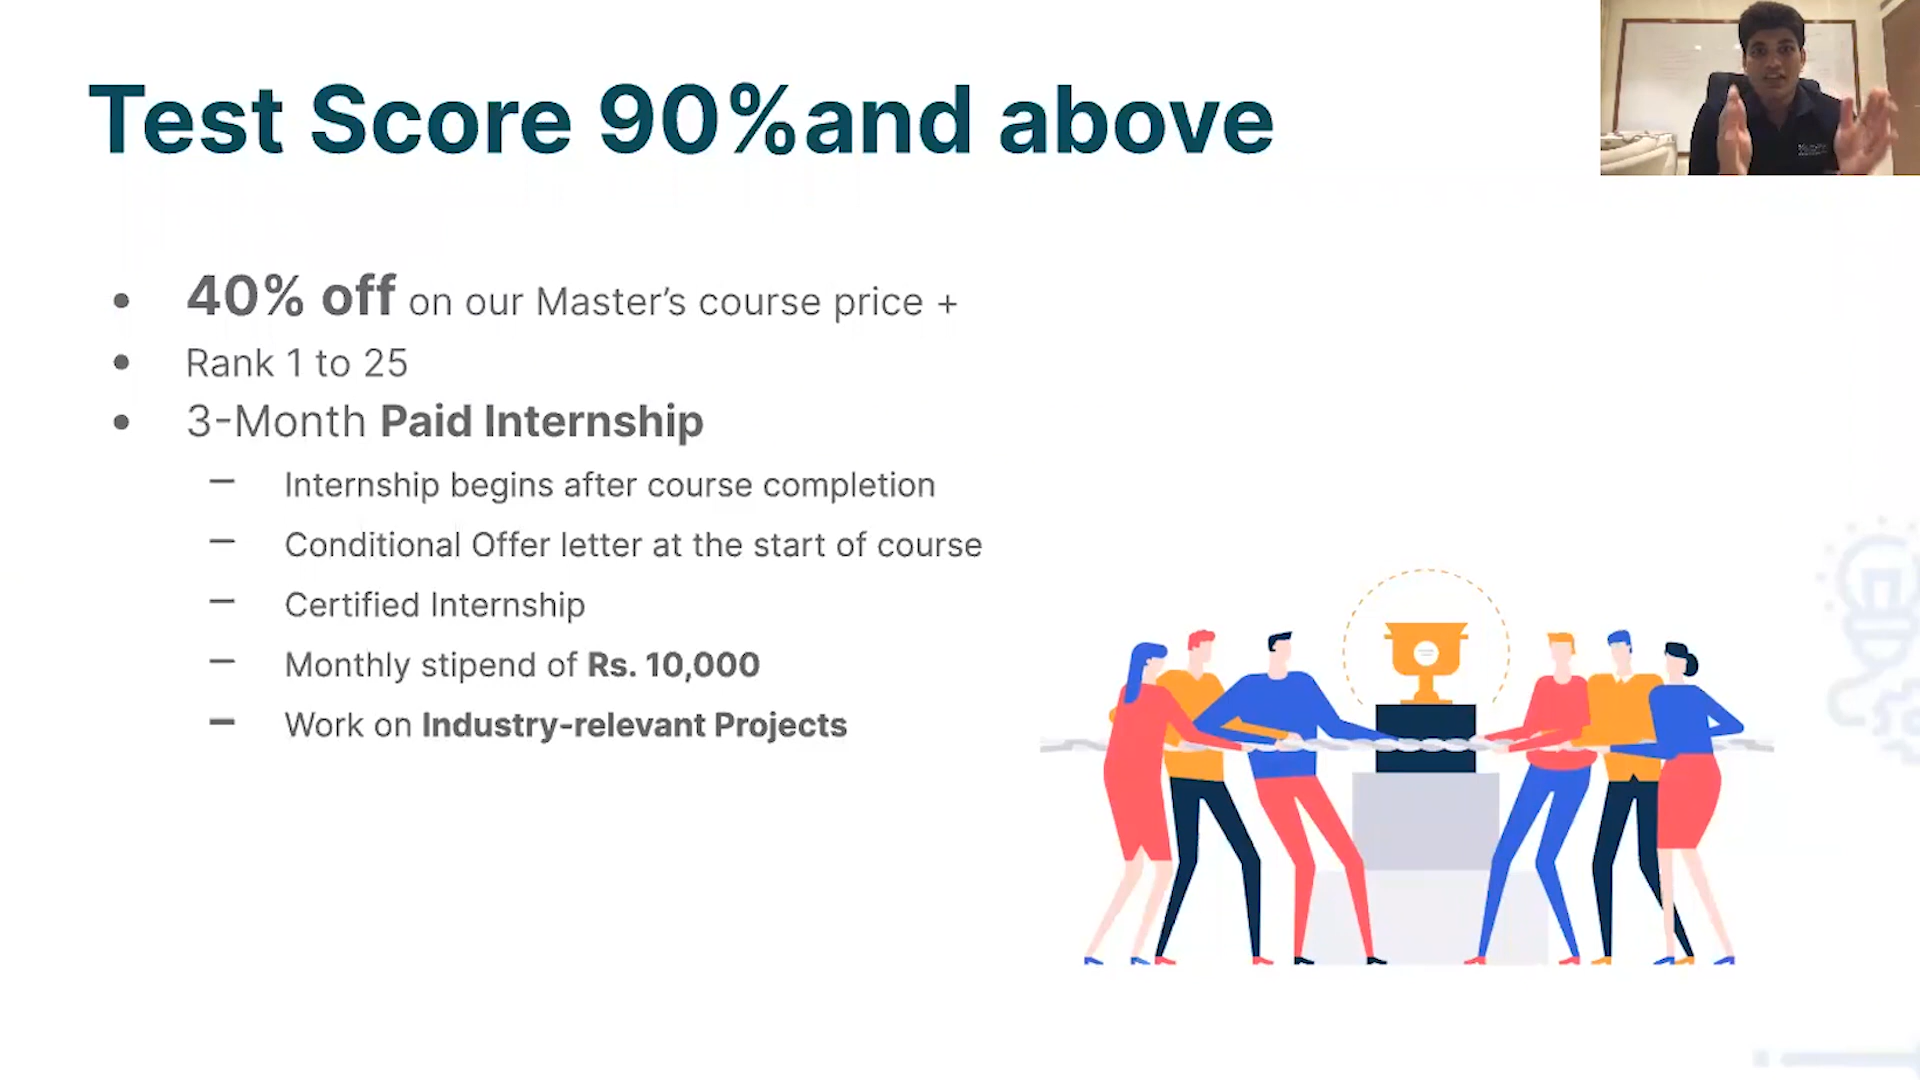 Test Score 90%and above
• 40% off on our Master's course price +
• Rank 1 to 25
• 3-Month Paid Internship
– Internship begins after course completion
– Conditional Offer letter at the start of course
– Certified Internship
– Monthly stipend of Rs. 10,000
– Work on Industry-relevant Projects